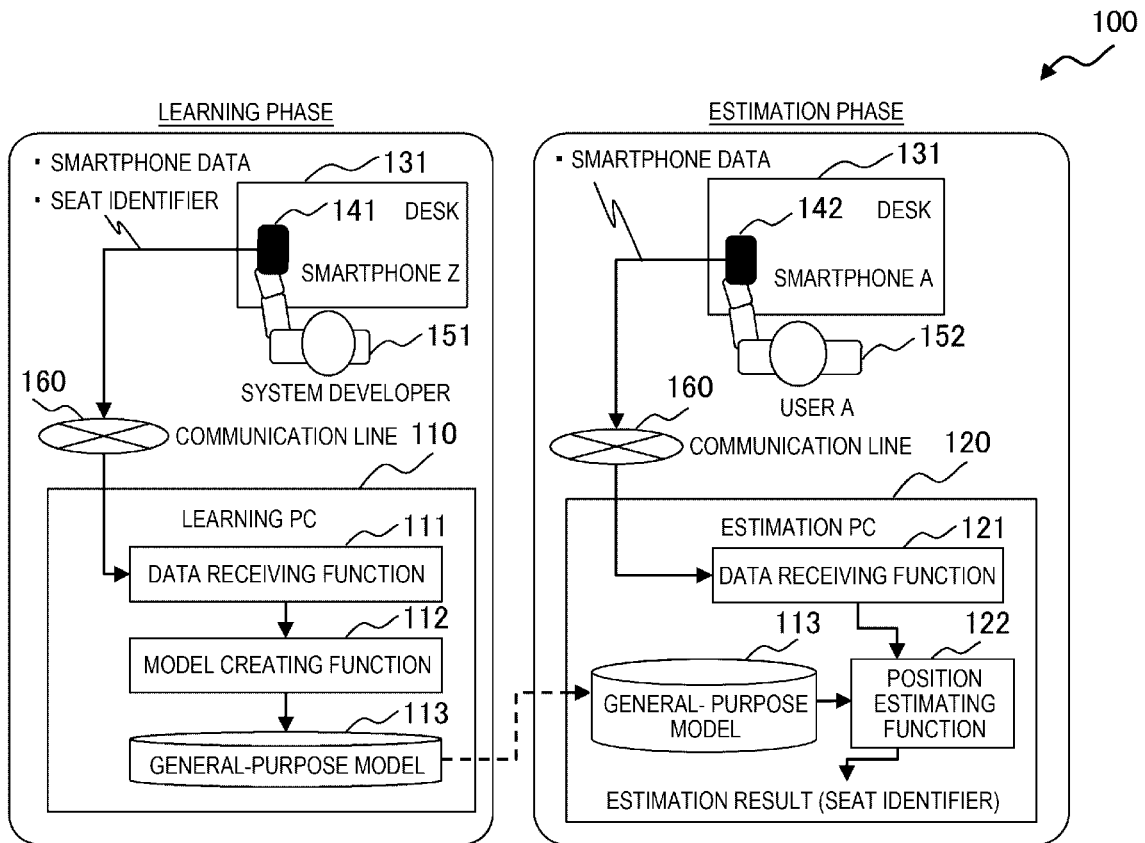 100
LEARNING PHASE
▪ SMARTPHONE DATA
▪ SEAT IDENTIFIER
131
141
DESK
SMARTPHONE Z
151
SYSTEM DEVELOPER
160
COMMUNICATION LINE
110
LEARNING PC
111
DATA RECEIVING FUNCTION
112
MODEL CREATING FUNCTION
113
GENERAL-PURPOSE MODEL
ESTIMATION PHASE
▪ SMARTPHONE DATA
131
142
DESK
SMARTPHONE A
152
USER A
160
COMMUNICATION LINE
120
ESTIMATION PC
121
DATA RECEIVING FUNCTION
113
GENERAL- PURPOSE
MODEL
122
POSITION
ESTIMATING
FUNCTION
ESTIMATION RESULT (SEAT IDENTIFIER)